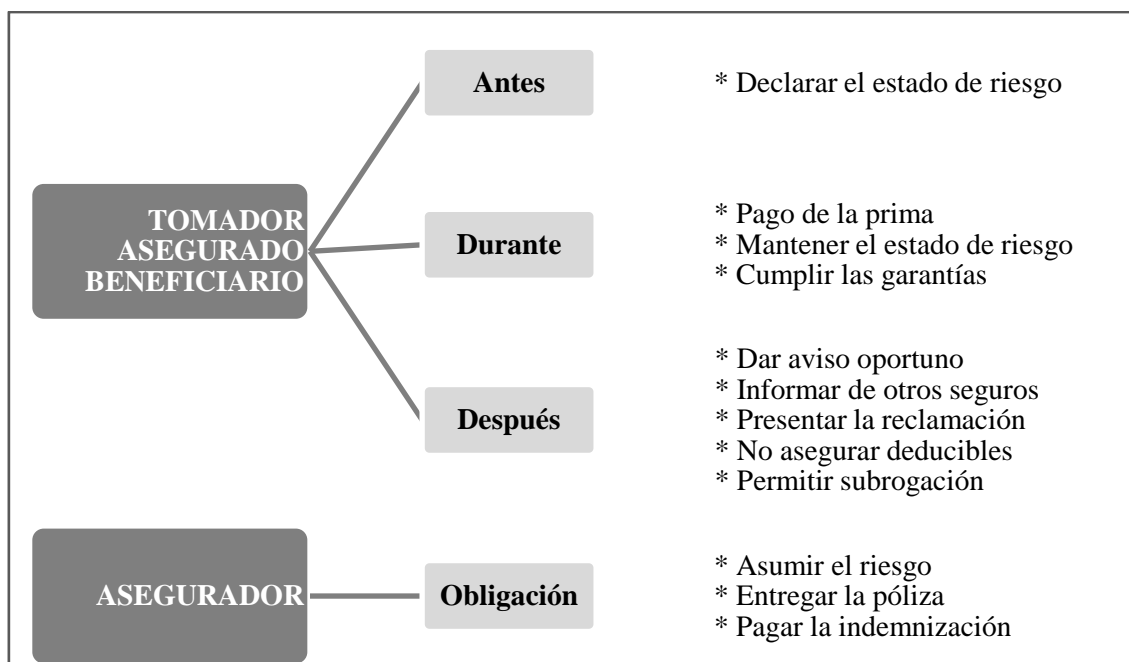 Antes
* Declarar el estado de riesgo
TOMADOR
ASEGURADO
BENEFICIARIO
Durante
* Pago de la prima
* Mantener el estado de riesgo
* Cumplir las garantías
Después
* Dar aviso oportuno
* Informar de otros seguros
* Presentar la reclamación
* No asegurar deducibles
* Permitir subrogación
ASEGURADOR
Obligación
* Asumir el riesgo
* Entregar la póliza
* Pagar la indemnización